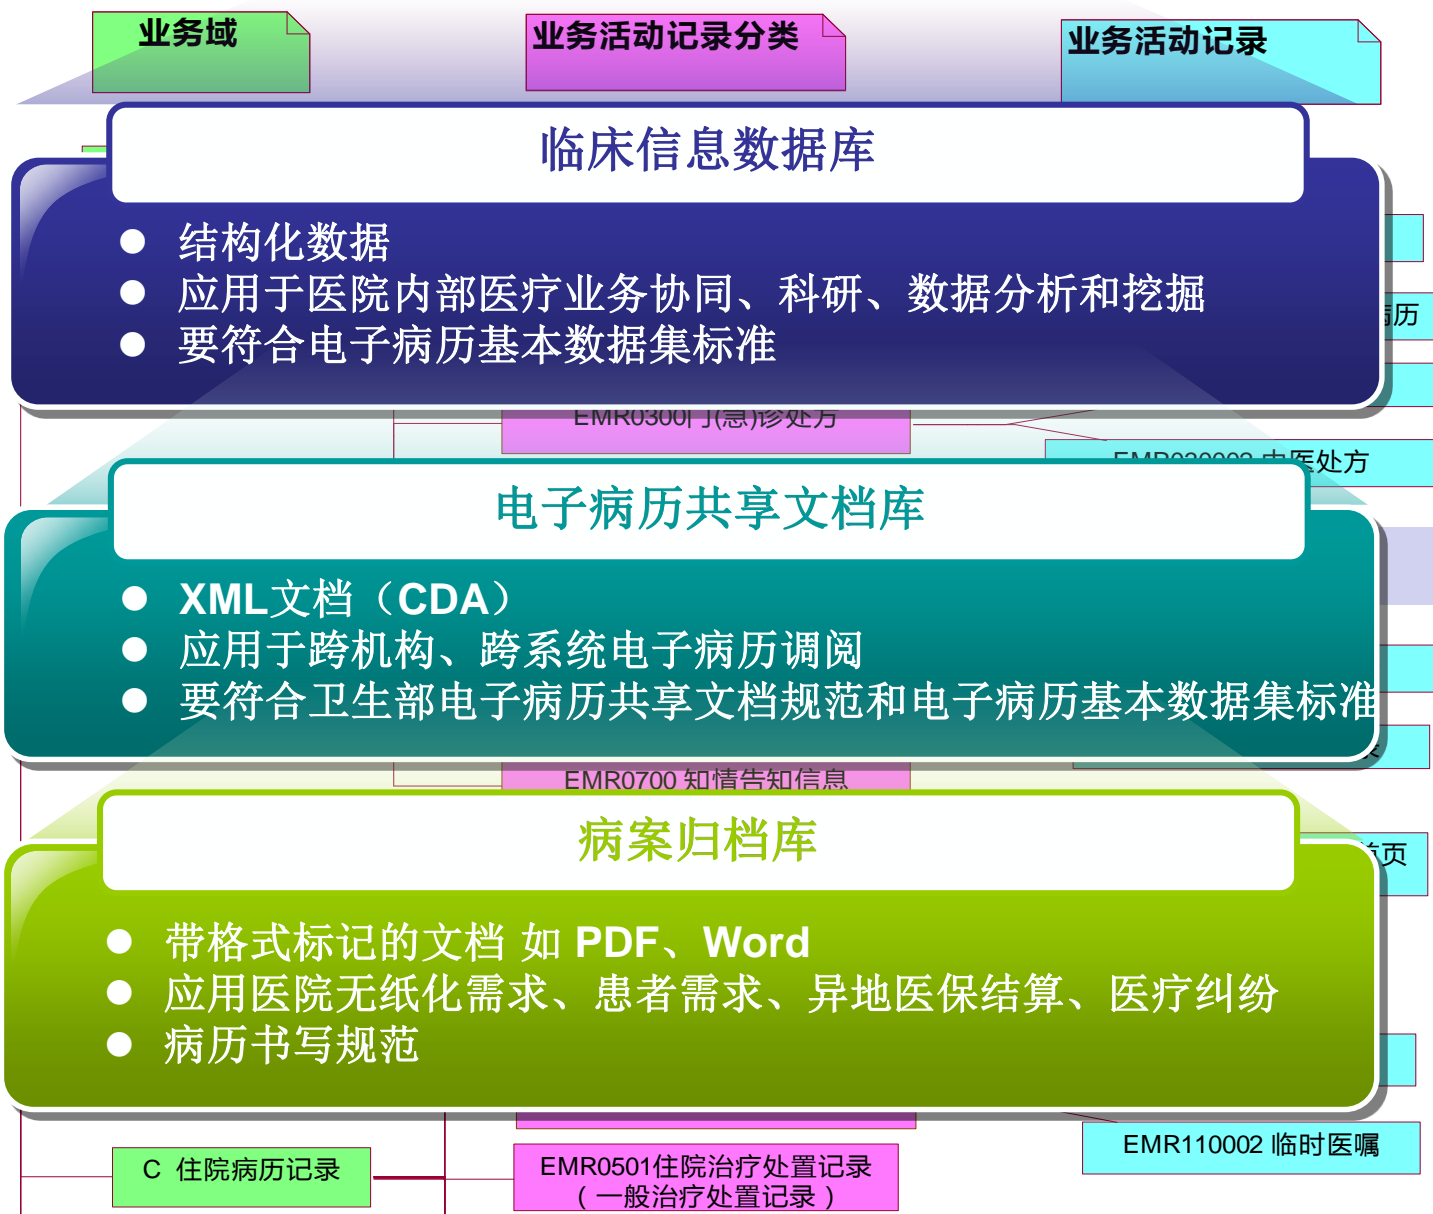 业务域
业务活动记录分类
业务活动记录
临床信息数据库
结构化数据
应用于医院内部医疗业务协同、科研、数据分析和挖掘
要符合电子病历基本数据集标准
病历
EMR0300门(急)诊处方
EMR030002 中医处方
电子病历共享文档库
XML文档（CDA）
应用于跨机构、跨系统电子病历调阅
要符合卫生部电子病历共享文档规范和电子病历基本数据集标准
EMR0700 知情告知信息
病案归档库
首页
带格式标记的文档 如 PDF、Word
应用医院无纸化需求、患者需求、异地医保结算、医疗纠纷
病历书写规范
EMR110002 临时医嘱
C 住院病历记录
EMR0501住院治疗处置记录
（一般治疗处置记录）